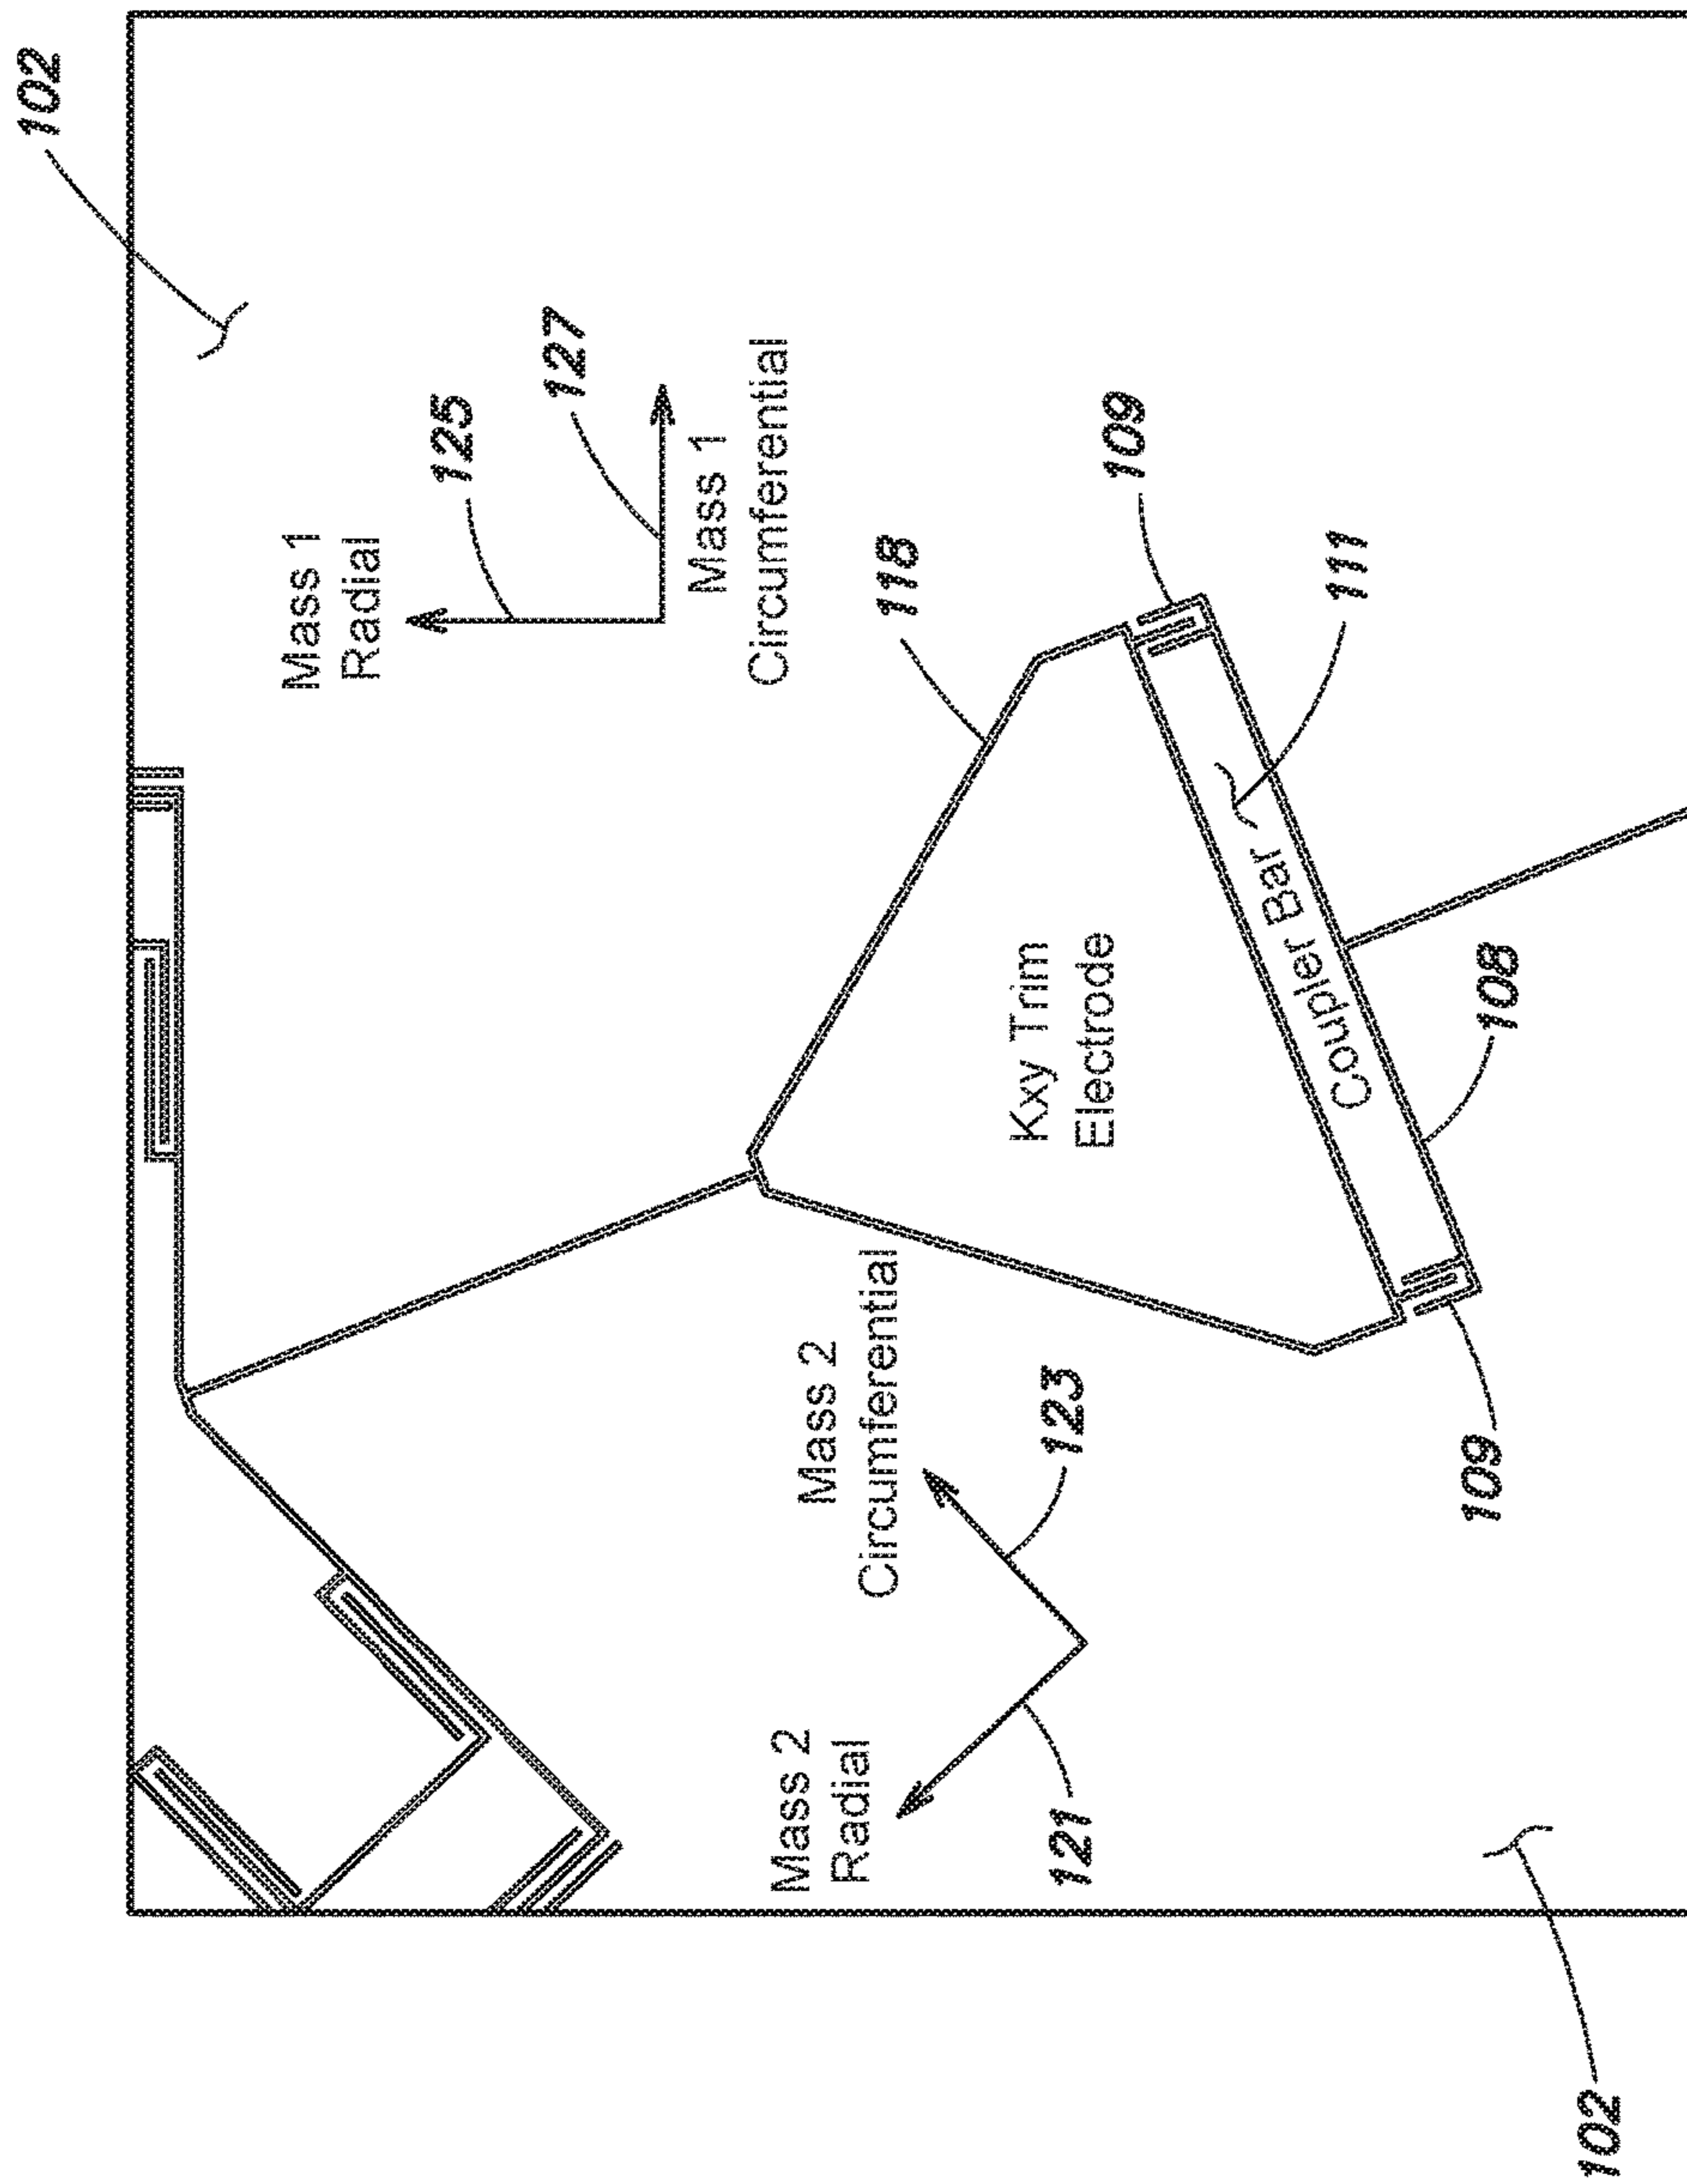 102
125
127
Mass 1
Radial
Mass 1
Circumferential
118
109
111
Kxy Trim
Electrode
Coupler Bar
108
109
Mass 2
Circumferential
123
Mass 2
Radial
121
102